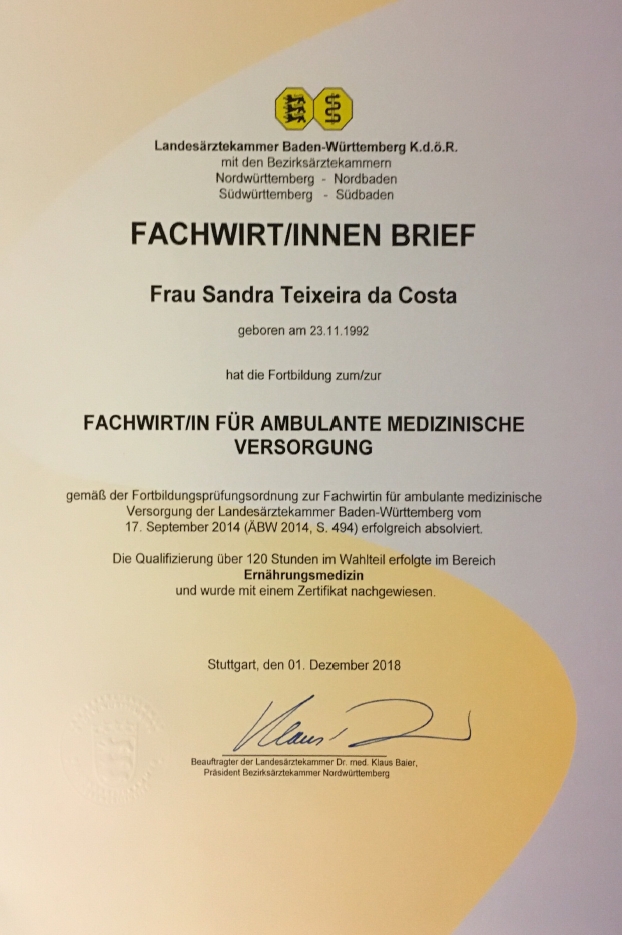 Landesärztekammer Baden-Württemberg K.d.ö.R.
mit den Bezirksärztekammern
Nordwürttemberg - Nordbaden
Südwürttemberg - Südbaden
FACHWIRT/INNEN BRIEF
Frau Sandra Teixeira da Costa
geboren am 23.11.1992
hat die Fortbildung zum/zur
FACHWIRT/IN FÜR AMBULANTE MEDIZINISCHE
VERSORGUNG
gemäß der Fortbildungsprüfungsordnung zur Fachwirtin für ambulante medizinische
Versorgung der Landesärztekammer Baden-Württemberg vom
17. September 2014 (ÄBW 2014, S. 494) erfolgreich absolviert.
Die Qualifizierung über 120 Stunden im Wahlteil erfolgte im Bereich
Ernährungsmedizin
und wurde mit einem Zertifikat nachgewiesen.
Stuttgart, den 01. Dezember 2018
Klaus
Beauftragter der Landesärztekammer Dr. med. Klaus Baier,
Präsident Bezirksärztekammer Nordwürttemberg